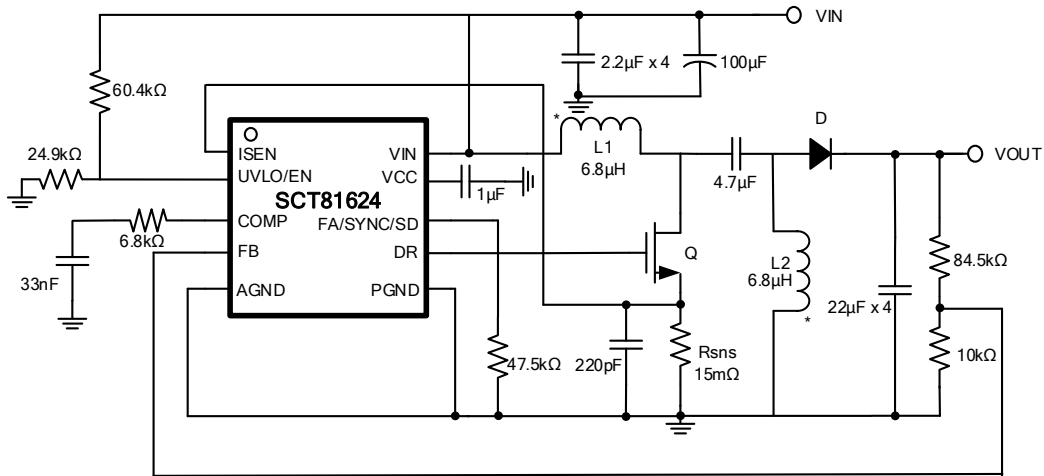 VIN
2.2µF x 4
100µF
60.4kΩ
D
*
L1
6.8µH
24.9kΩ
ISEN
VIN
VOUT
UVLO/EN
VCC
1µF
4.7µF
SCT81624
COMP
FA/SYNC/SD
6.8kΩ
FB
DR
Q
L2
6.8µH
84.5kΩ
33nF
AGND
PGND
22µF x 4
*
47.5kΩ
220pF
Rsns
15mΩ
10kΩ